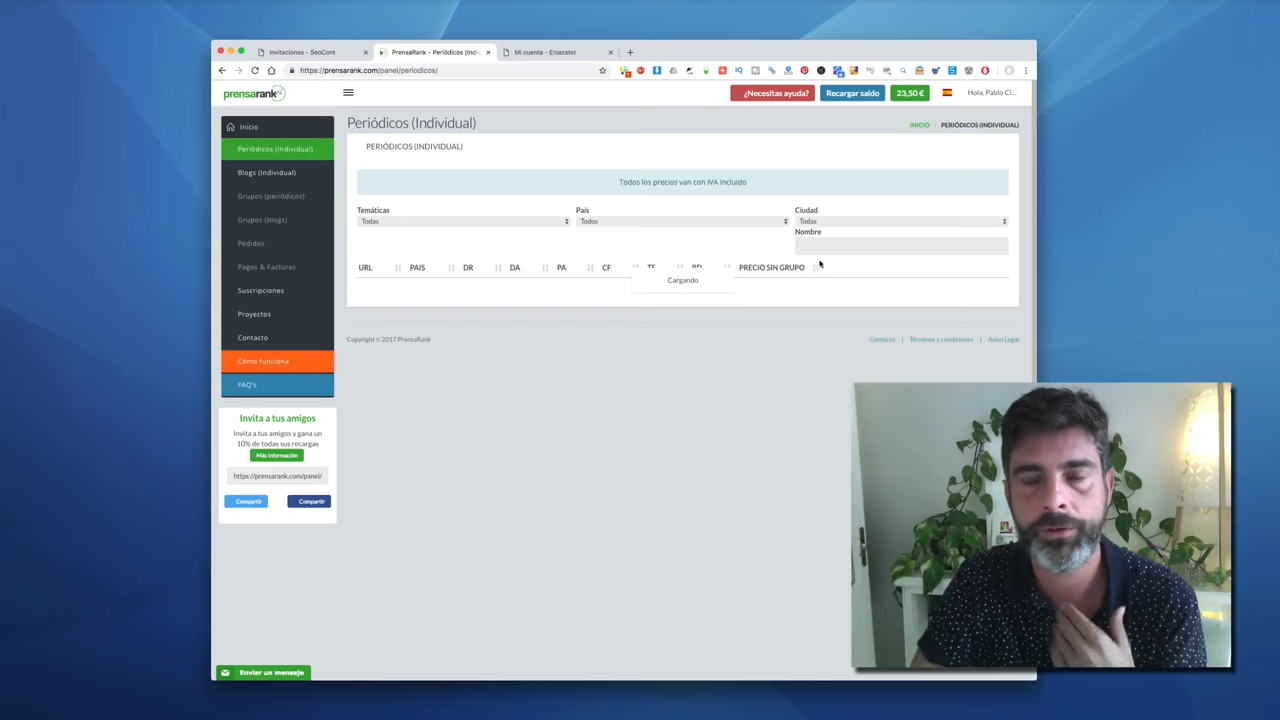 Invitaciones - SeoCont
PrensaRank - Periódicos (Indiv
Mi cuenta - Enlazator
https://prensarank.com/panel/periodicos/
prensarank
¿Necesitas ayuda?
Recargar saldo
23,50 €
Hola, Pablo Ci...
Inicio
Periódicos (Individual)
Blogs (Individual)
Grupos (periódicos)
Grupos (blogs)
Pedidos
Pagos & Facturas
Suscripciones
Proyectos
Contacto
Cómo funciona
FAQ's
Invita a tus amigos
Invita a tus amigos y gana un
10% de todas sus recargas
Más información
https://prensarank.com/panel/
Compartir
Compartir
Enviar un mensaje
Periódicos (Individual)
INICIO
PERIÓDICOS (INDIVIDUAL)
PERIÓDICOS (INDIVIDUAL)
Todos los precios van con IVA incluido
Temáticas
Todas
País
Todos
Ciudad
Todas
Nombre
URL PAIS DR DA PA CF PRECIO SIN GRUPO
Cargando
Copyright © 2017 PrensaRank
Contacto | Términos y condiciones | Aviso Legal